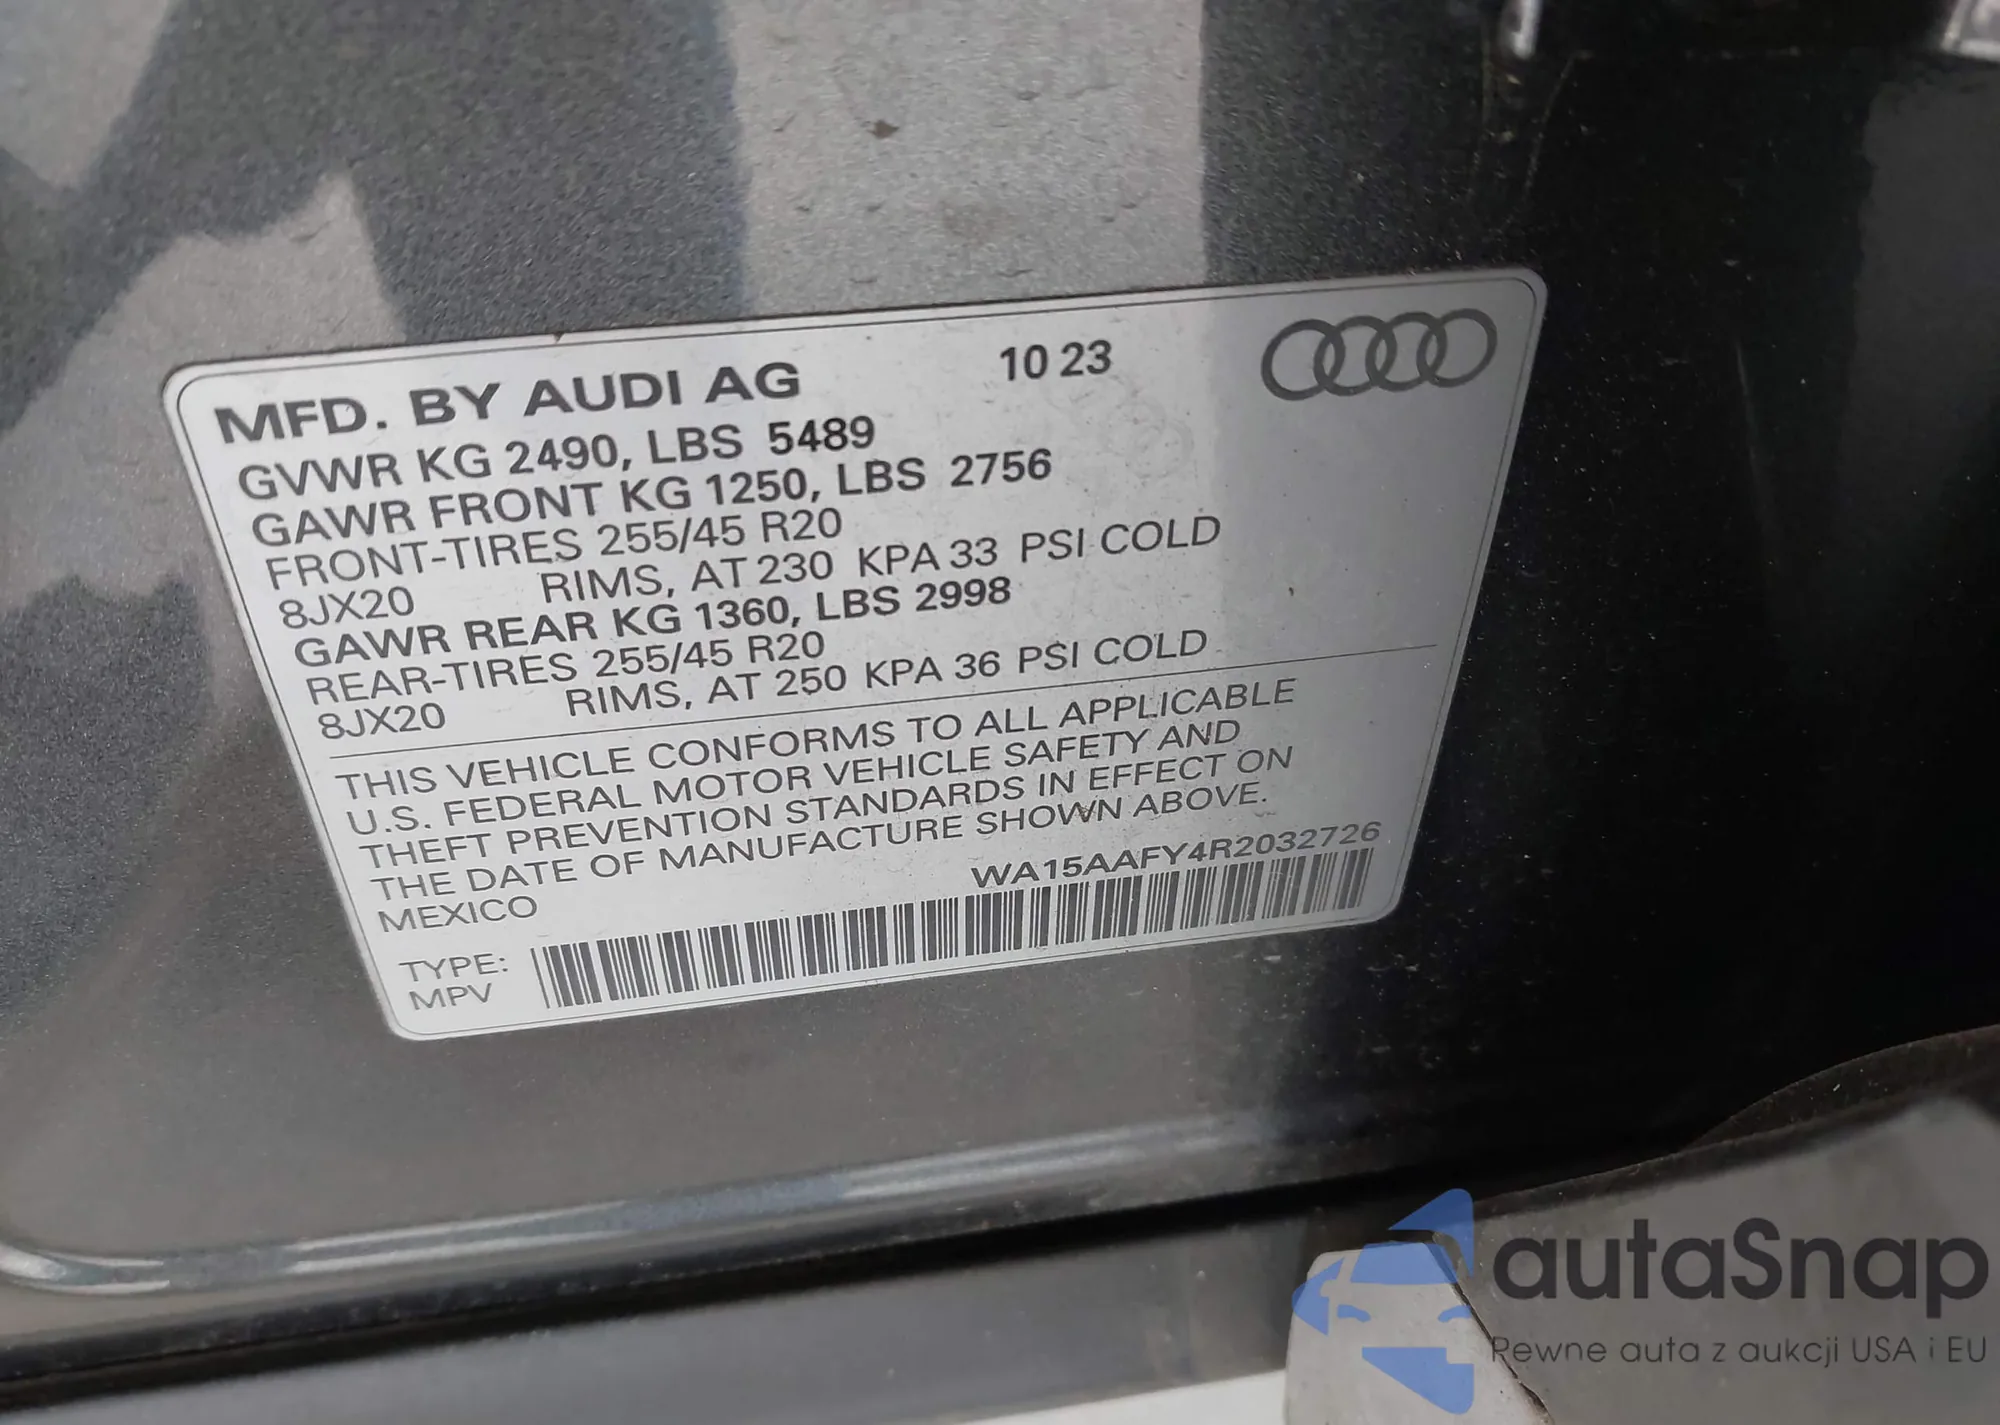 MFD. BY AUDI AG 10 23
GVWR KG 2490, LBS 5489
GAWR FRONT KG 1250, LBS 2756
FRONT-TIRES 255/45 R20
8JX20 RIMS, AT 230 KPA 33 PSI COLD
GAWR REAR KG 1360, LBS 2998
REAR-TIRES 255/45 R20
8JX20 RIMS, AT 250 KPA 36 PSI COLD
THIS VEHICLE CONFORMS TO ALL APPLICABLE
U.S. FEDERAL MOTOR VEHICLE SAFETY AND
THEFT PREVENTION STANDARDS IN EFFECT ON
THE DATE OF MANUFACTURE SHOWN ABOVE.
MEXICO WA15AAFY4R2032726
TYPE:
MPV
autaSnap
Pewne auta z aukcji USA i EU